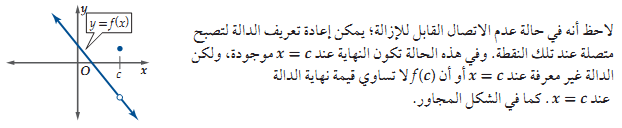 لاحظ أنه في حالة عدم الاتصال القابل للإزالة؛ يمكن إعادة تعريف الدالة لتصبح
متصلة عند تلك النقطة. وفي هذه الحالة تكون النهاية عند x = c موجودة، ولكن
الدالة غير معرفة عند x = c أو أن f(c) لا تساوي قيمة نهاية الدالة
عند x = c. كما في الشكل المجاور.
y
y = f(x)
O
c
x